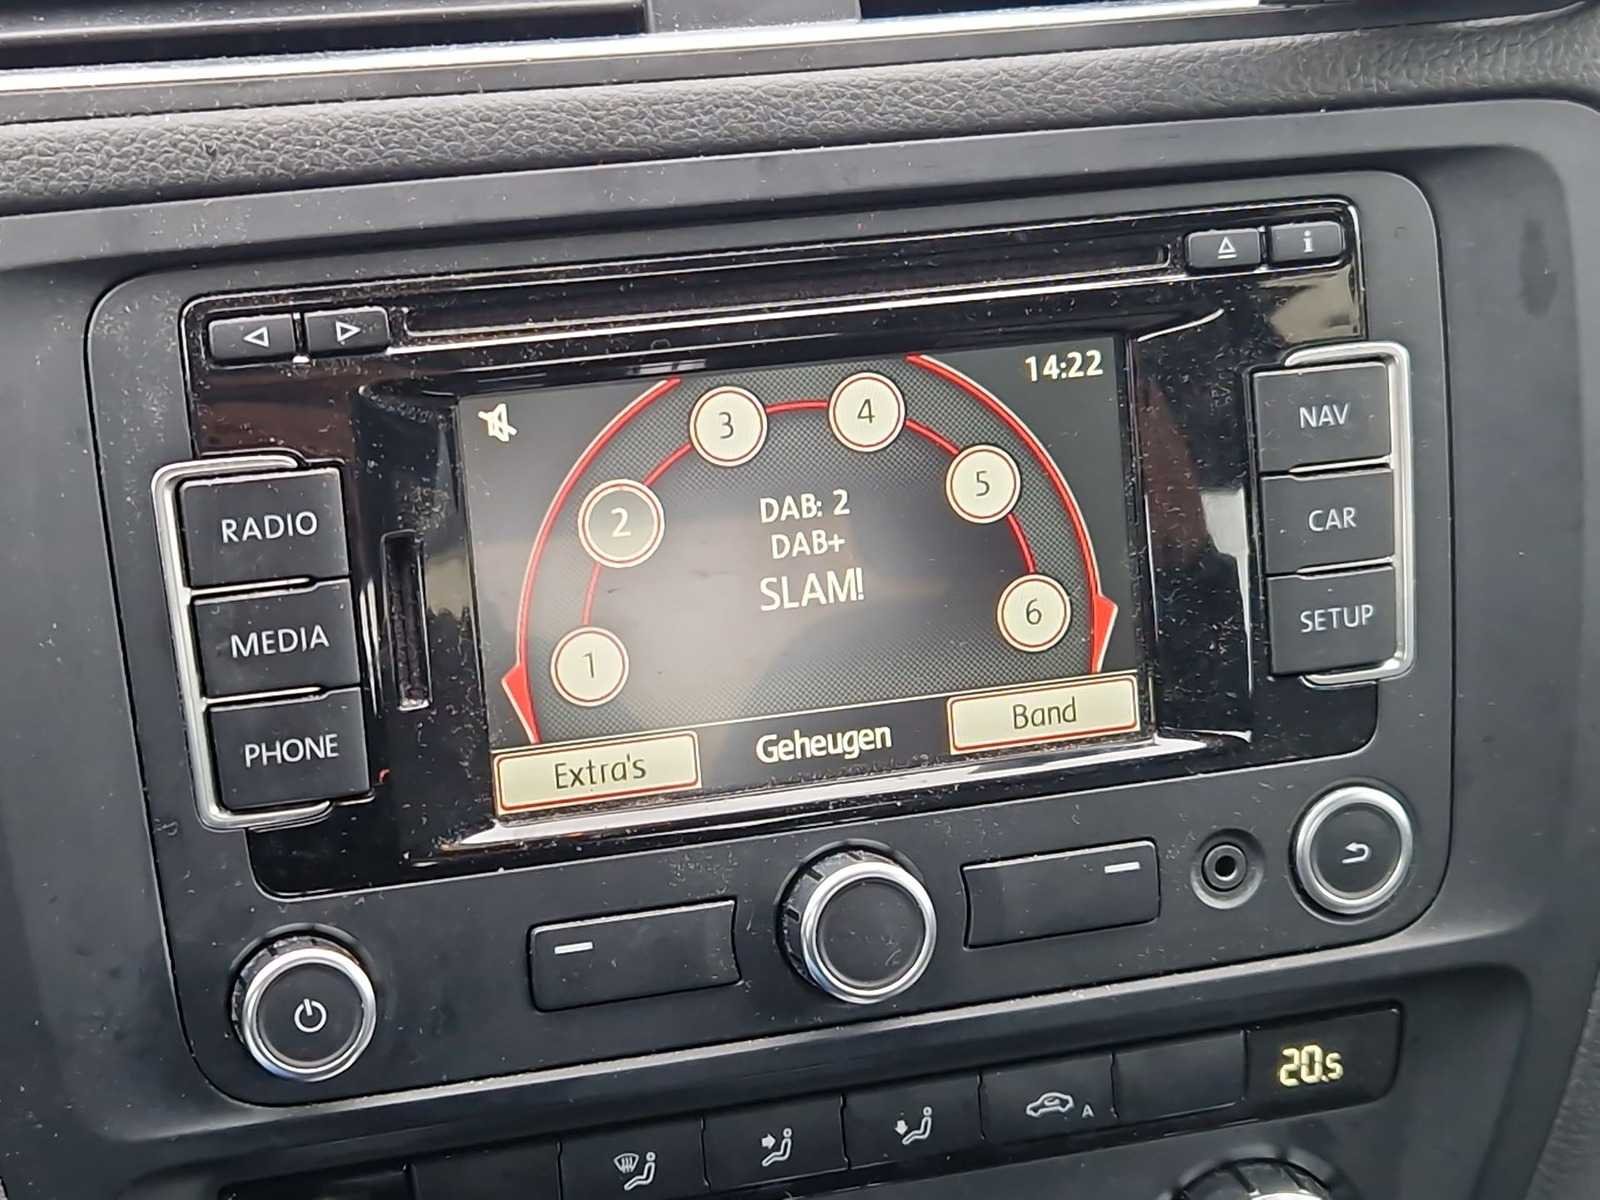 i
14:22
3
4
2
5
1
6
DAB: 2
DAB+
SLAM!
Extra's
Geheugen
Band
RADIO
MEDIA
PHONE
NAV
CAR
SETUP
20.5
A